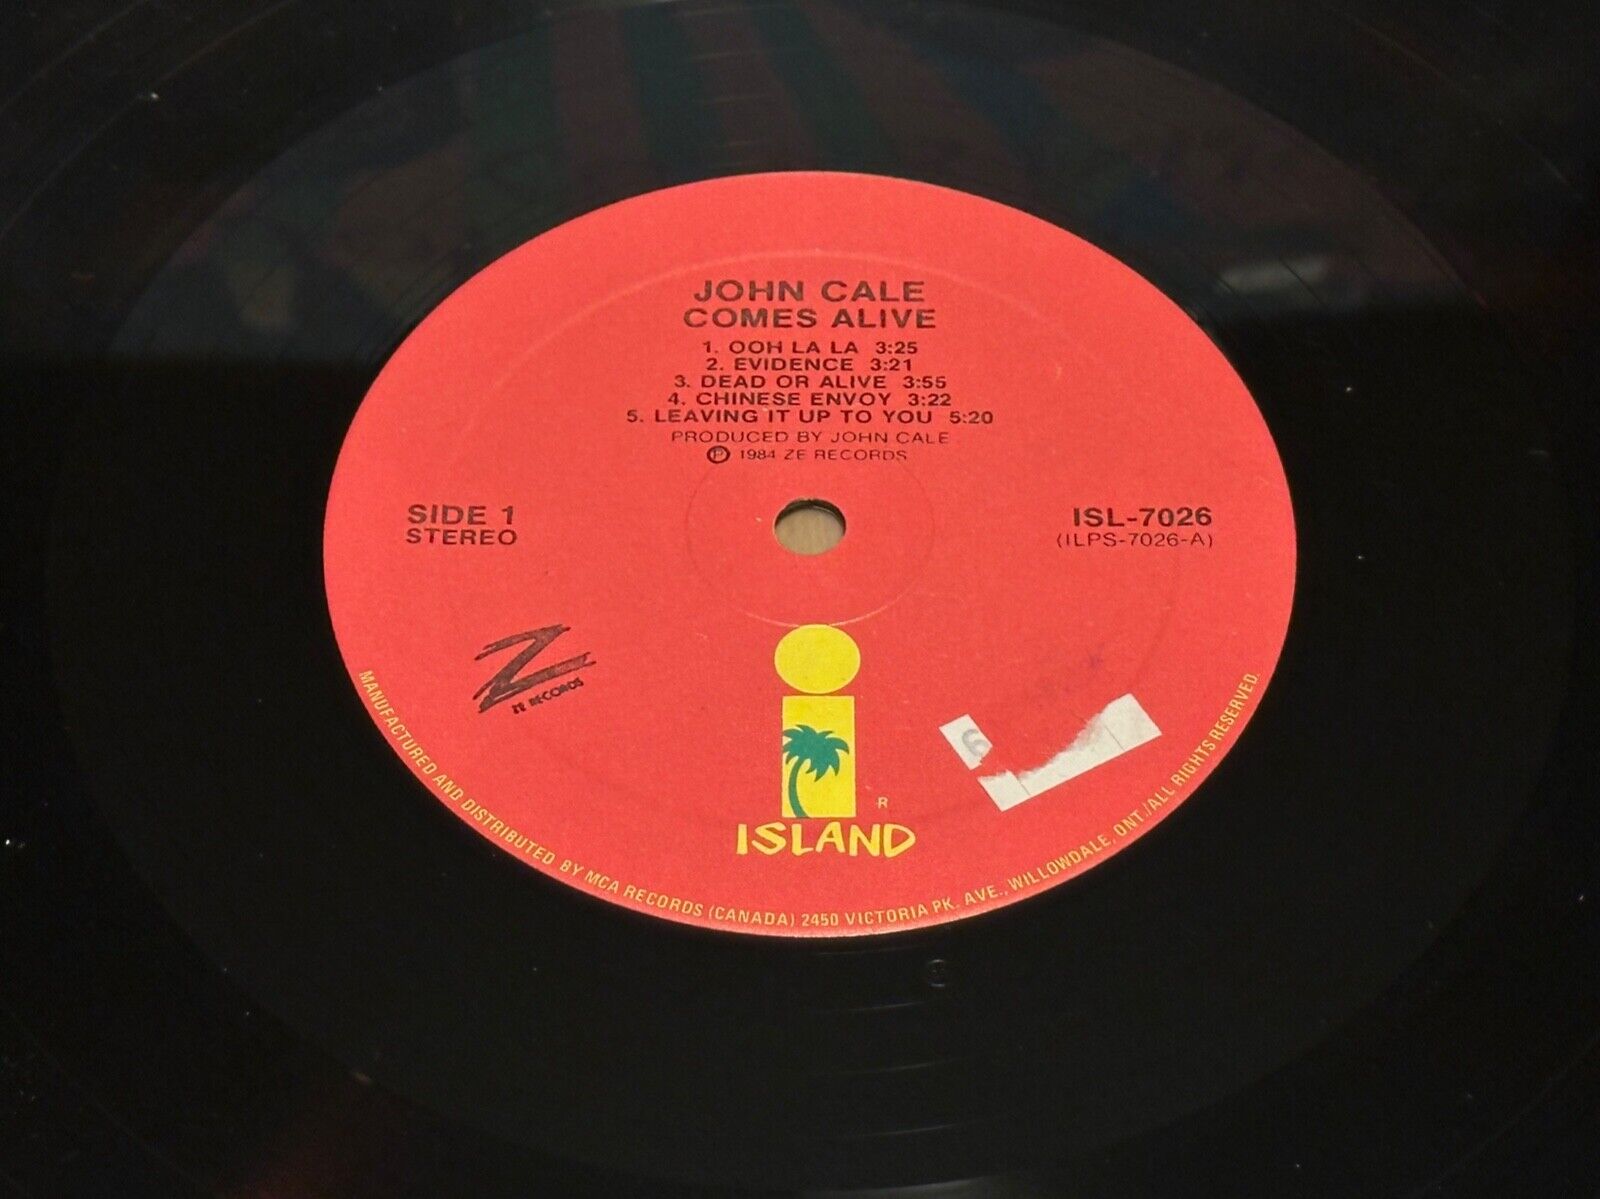 JOHN CALE
COMES ALIVE
1. OOH LA LA 3:25
2. EVIDENCE 3:21
3. DEAD OR ALIVE 3:55
4. CHINESE ENVOY 3:22
5. LEAVING IT UP TO YOU 5:20
PRODUCED BY JOHN CALE
Ⓟ 1984 ZE RECORDS
SIDE 1
STEREO
ISL-7026
(ILPS-7026-A)
Z
ZE RECORDS
6
R
ISLAND
MANUFACTURED AND DISTRIBUTED BY MCA RECORDS (CANADA) 2450 VICTORIA PK. AVE., WILLOWDALE, ONT./ALL RIGHTS RESERVED.